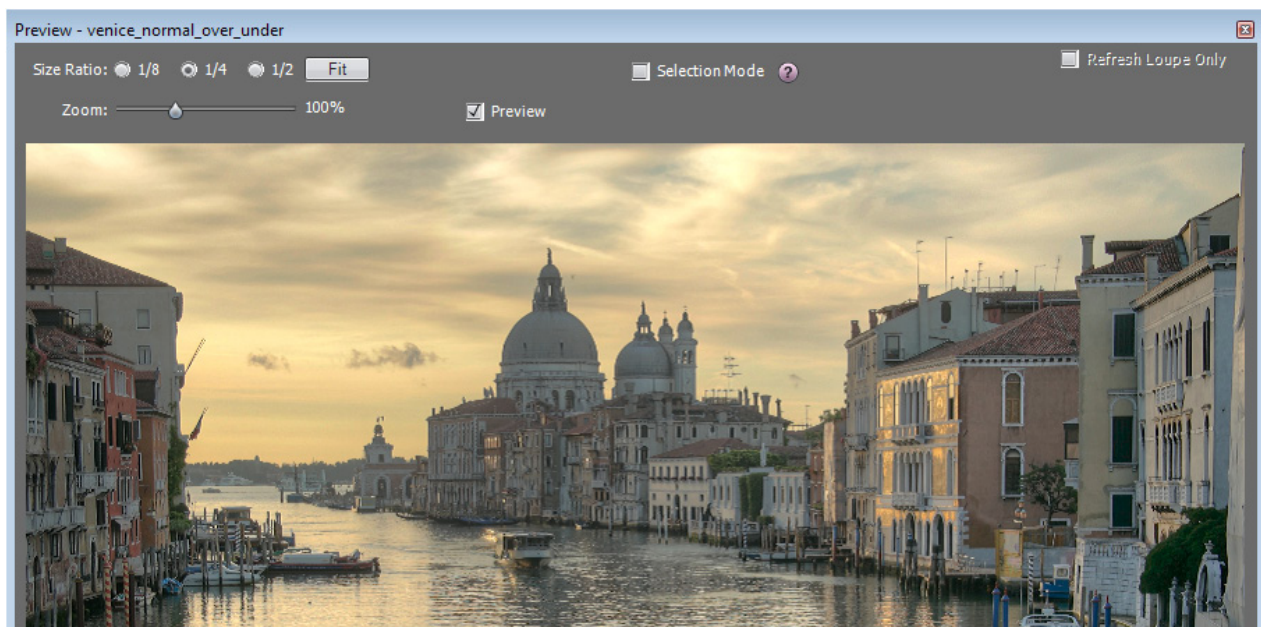 Preview - venice_normal_over_under
Size Ratio: 1/8 1/4 1/2 Fit
Selection Mode ?
Refresh Loupe Only
Zoom: 100%
Preview